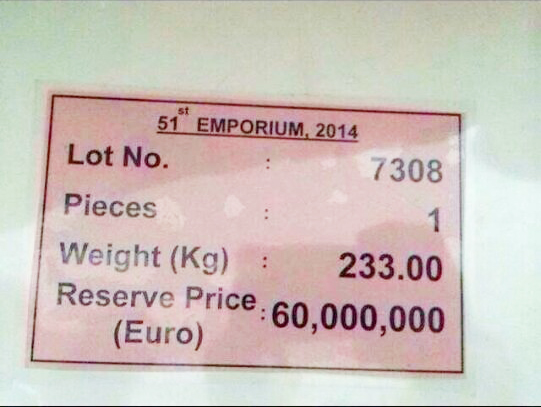 51st EMPORIUM, 2014
Lot No. : 7308
Pieces : 1
Weight (Kg) : 233.00
Reserve Price : 60,000,000
(Euro)